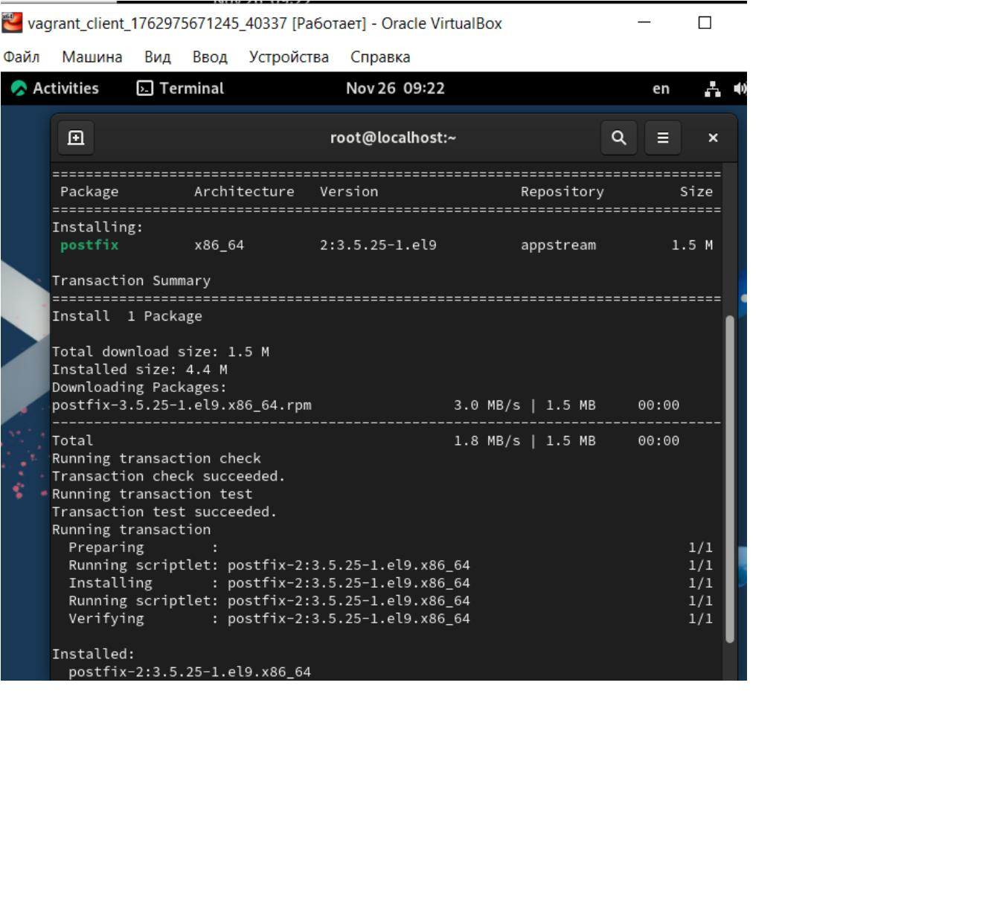 vagrant_client_1762975671245_40337 [Работает] - Oracle VirtualBox
Файл Машина Вид Ввод Устройства Справка
Activities Terminal Nov 26 09:22 en
root@localhost:~
================================================================================
Package Architecture Version Repository Size
================================================================================
Installing:
postfix x86_64 2:3.5.25-1.el9 appstream 1.5 M
Transaction Summary
================================================================================
Install 1 Package
Total download size: 1.5 M
Installed size: 4.4 M
Downloading Packages:
postfix-3.5.25-1.el9.x86_64.rpm 3.0 MB/s | 1.5 MB 00:00
--------------------------------------------------------------------------------
Total 1.8 MB/s | 1.5 MB 00:00
Running transaction check
Transaction check succeeded.
Running transaction test
Transaction test succeeded.
Running transaction
Preparing : 1/1
Running scriptlet: postfix-2:3.5.25-1.el9.x86_64 1/1
Installing : postfix-2:3.5.25-1.el9.x86_64 1/1
Running scriptlet: postfix-2:3.5.25-1.el9.x86_64 1/1
Verifying : postfix-2:3.5.25-1.el9.x86_64 1/1
Installed:
postfix-2:3.5.25-1.el9.x86_64